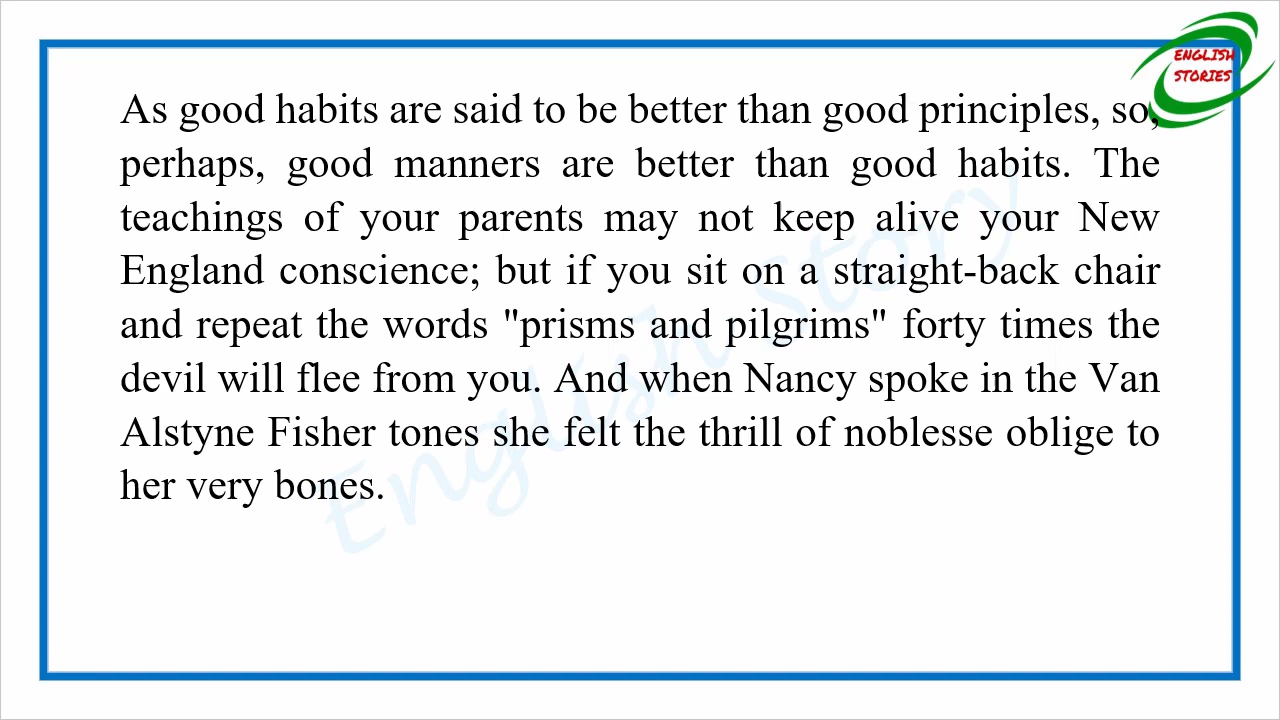 ENGLISH
STORIES
As good habits are said to be better than good principles, so,
perhaps, good manners are better than good habits. The
teachings of your parents may not keep alive your New
England conscience; but if you sit on a straight-back chair
and repeat the words "prisms and pilgrims" forty times the
devil will flee from you. And when Nancy spoke in the Van
Alstyne Fisher tones she felt the thrill of noblesse oblige to
her very bones.
English Story